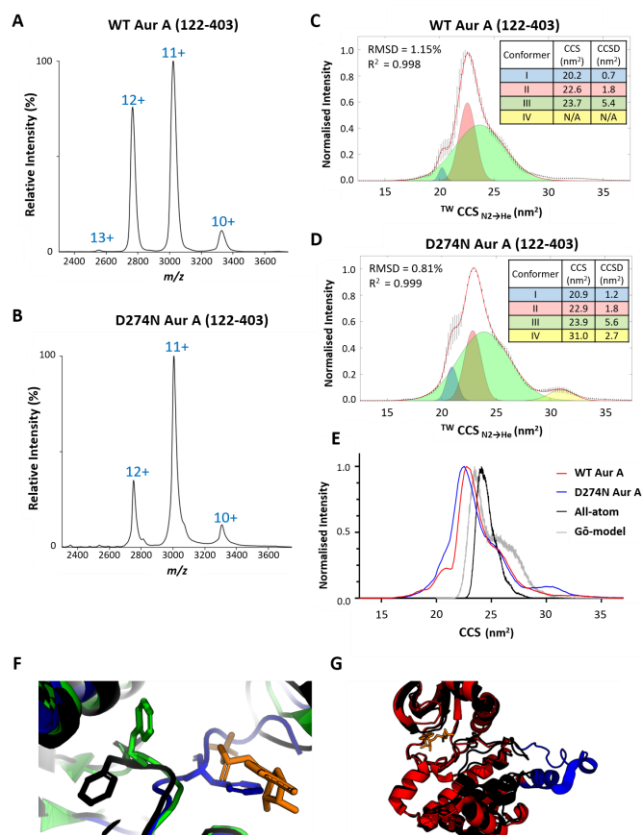 A
WT Aur A (122-403)
Relative Intensity (%)
100
0
13+
12+
11+
10+
2400 2800 3200 3600
m/z
B
D274N Aur A (122-403)
Relative Intensity (%)
100
0
12+
11+
10+
2400 2800 3200 3600
m/z
C
WT Aur A (122-403)
RMSD = 1.15%
R² = 0.998
Conformer CCS (nm²) CCSD (nm²)
I 20.2 0.7
II 22.6 1.8
III 23.7 5.4
IV N/A N/A
Normalised Intensity
1.0
0.8
0.6
0.4
0.2
0.0
15 20 25 30 35
TW CCS N2→He (nm²)
D
D274N Aur A (122-403)
RMSD = 0.81%
R² = 0.999
Conformer CCS (nm²) CCSD (nm²)
I 20.9 1.2
II 22.9 1.8
III 23.9 5.6
IV 31.0 2.7
Normalised Intensity
1.0
0.8
0.6
0.4
0.2
0.0
15 20 25 30 35
TW CCS N2→He (nm²)
E
WT Aur A
D274N Aur A
All-atom
Gō-model
Normalised Intensity
1.0
0.5
0.0
15 20 25 30 35
CCS (nm²)
F
G